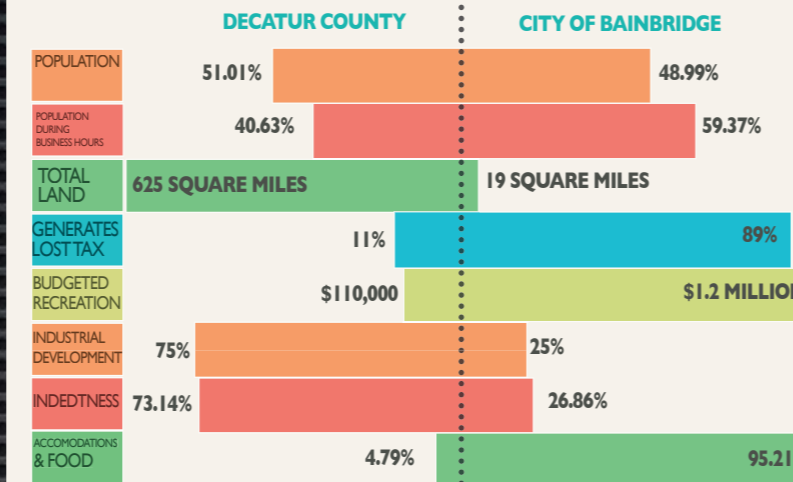 DECATUR COUNTY CITY OF BAINBRIDGE
POPULATION
51.01% 48.99%
POPULATION
DURING
BUSINESS HOURS
40.63% 59.37%
TOTAL
LAND
625 SQUARE MILES 19 SQUARE MILES
GENERATES
LOST TAX
11% 89%
BUDGETED
RECREATION
$110,000 $1.2 MILLIO
INDUSTRIAL
DEVELOPMENT
75% 25%
INDEDTNESS
73.14% 26.86%
ACCOMODATIONS
& FOOD
4.79% 95.21